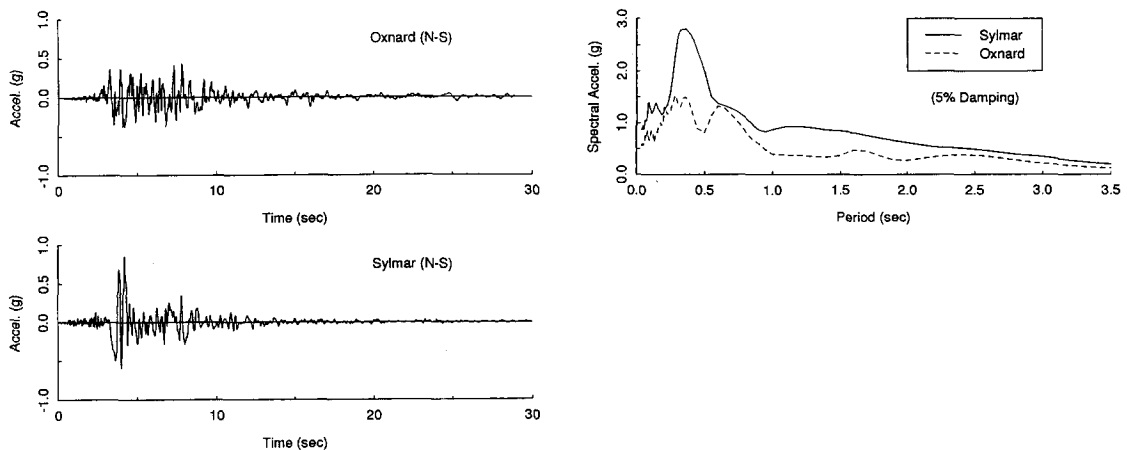 Oxnard (N-S)
Accel. (g)
1.0
0.5
0.0
-1.0
0
10
20
30
Time (sec)
Sylmar (N-S)
Accel. (g)
1.0
0.5
0.0
-1.0
0
10
20
30
Time (sec)
Sylmar
Oxnard
(5% Damping)
Spectral Accel. (g)
3.0
2.0
1.0
0.0
0.0
0.5
1.0
1.5
2.0
2.5
3.0
3.5
Period (sec)